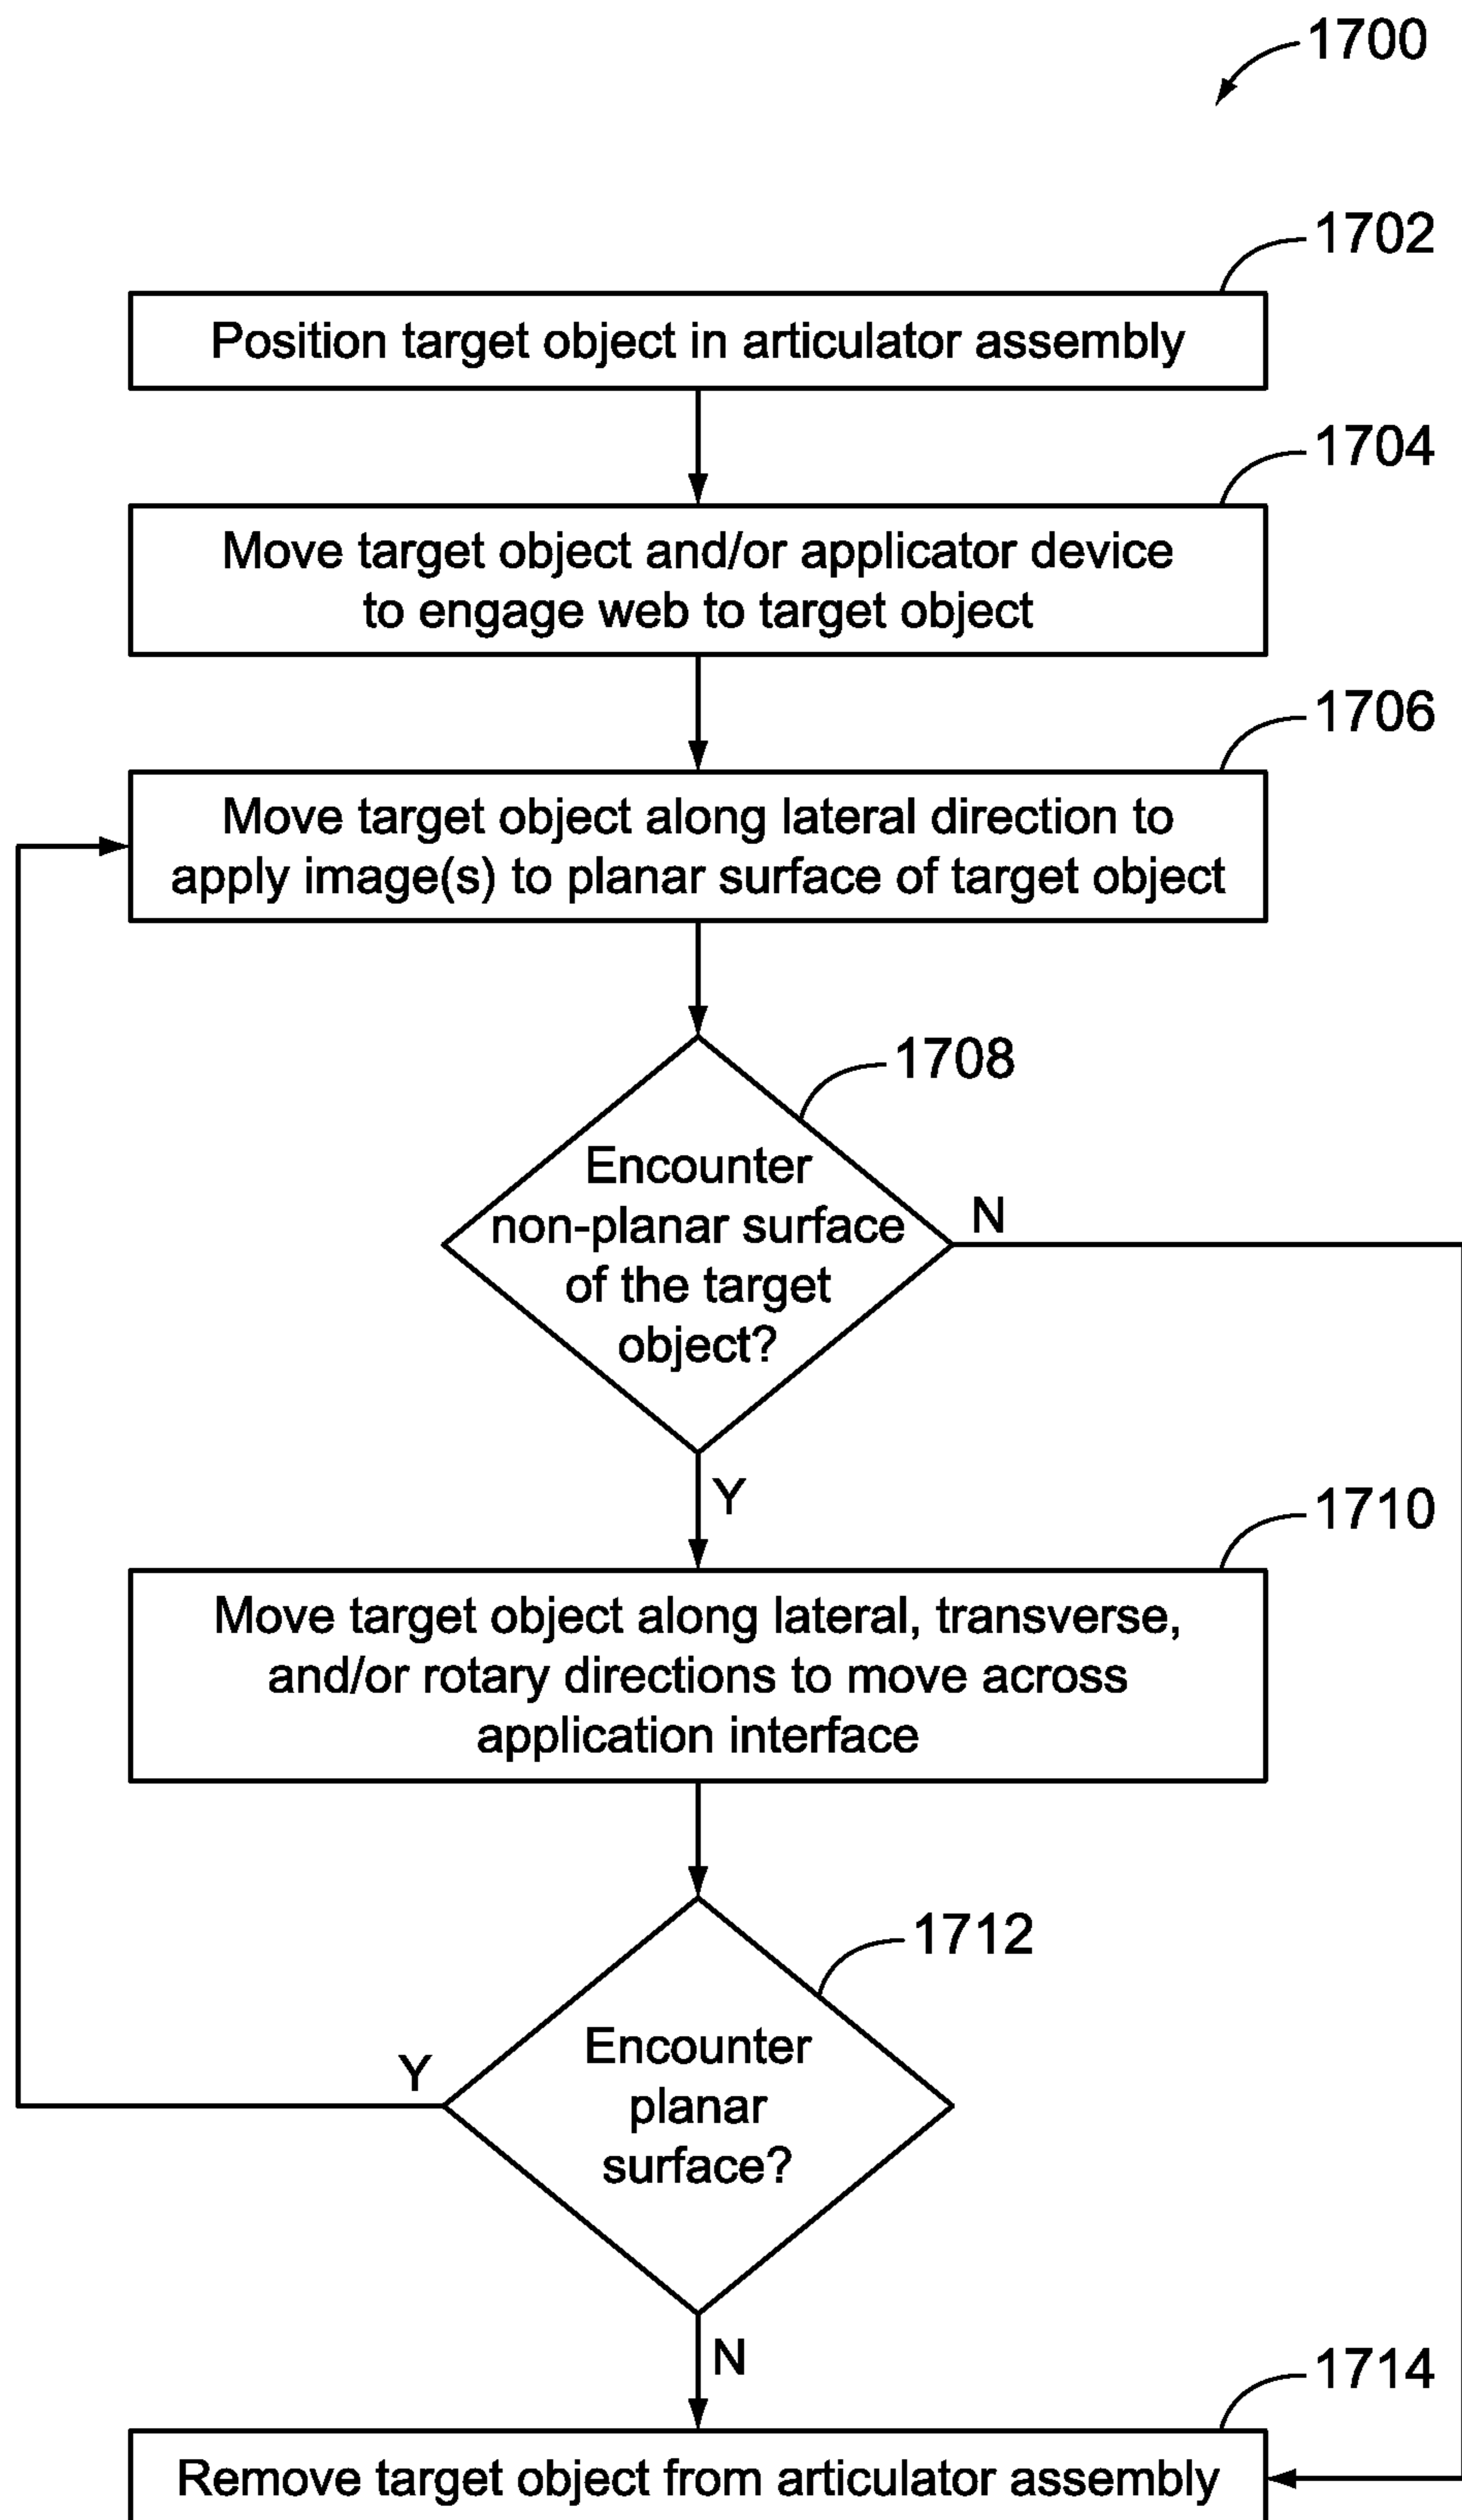 1700
1702
Position target object in articulator assembly
1704
Move target object and/or applicator device
to engage web to target object
1706
Move target object along lateral direction to
apply image(s) to planar surface of target object
1708
Encounter
non-planar surface
of the target
object?
N
Y
1710
Move target object along lateral, transverse,
and/or rotary directions to move across
application interface
1712
Encounter
planar
surface?
Y
N
1714
Remove target object from articulator assembly